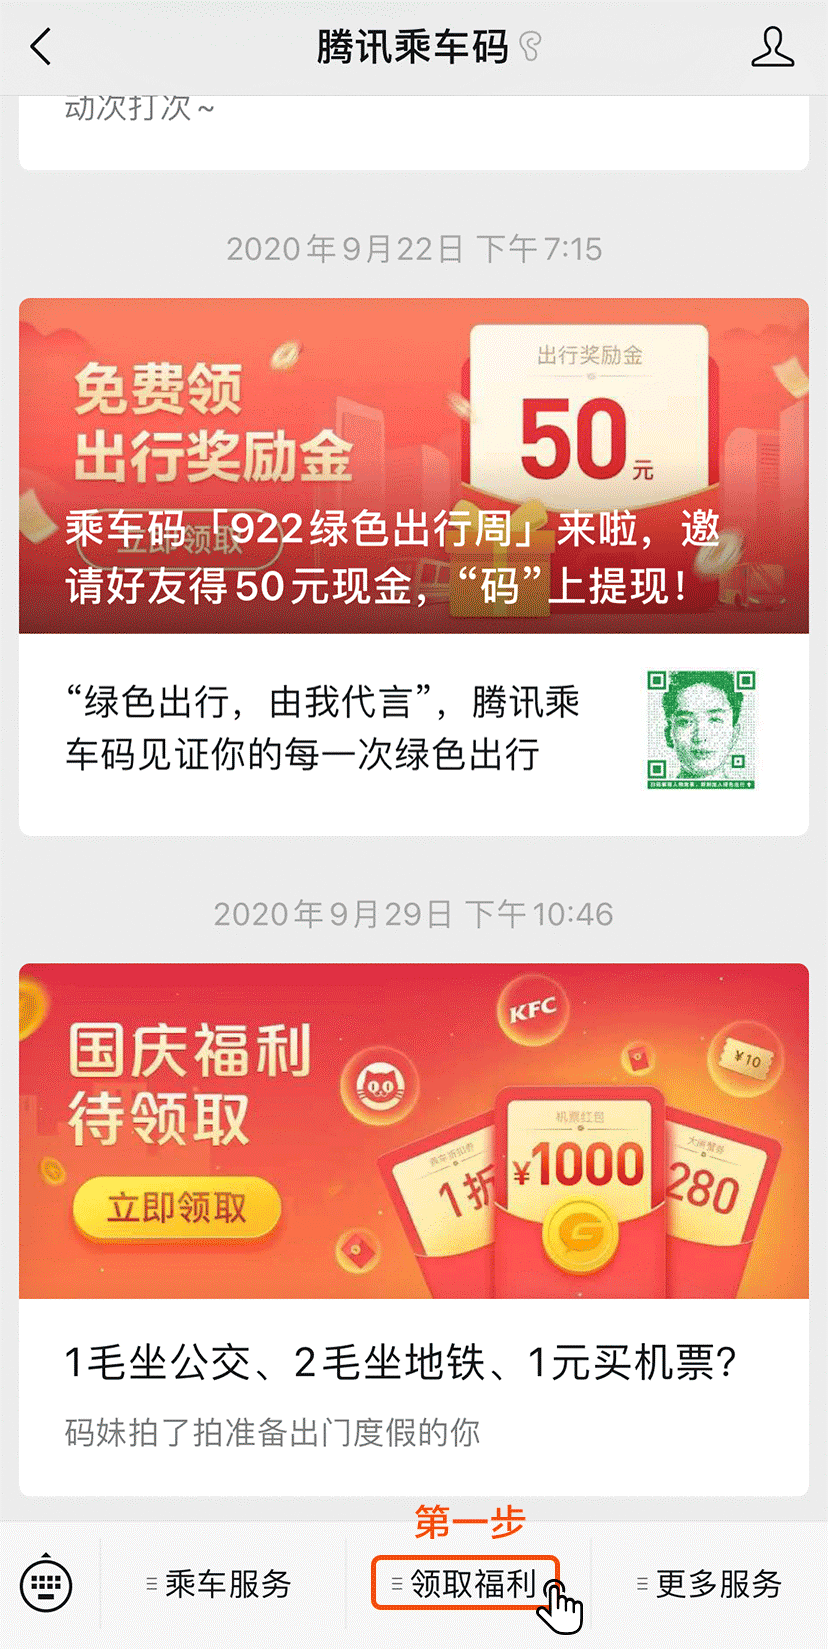 腾讯乘车码
动次打次~
2020年9月22日 下午7:15
免费领
出行奖励金
立即领取
出行奖励金
50元
乘车码「922绿色出行周」来啦，邀
请好友得50元现金，“码”上提现！
“绿色出行，由我代言”，腾讯乘
车码见证你的每一次绿色出行
2020年9月29日 下午10:46
国庆福利
待领取
立即领取
KFC
¥10
乘车折扣券
1折
机票红包
¥1000
280
1毛坐公交、2毛坐地铁、1元买机票？
码妹拍了拍准备出门度假的你
第一步
乘车服务
领取福利
更多服务